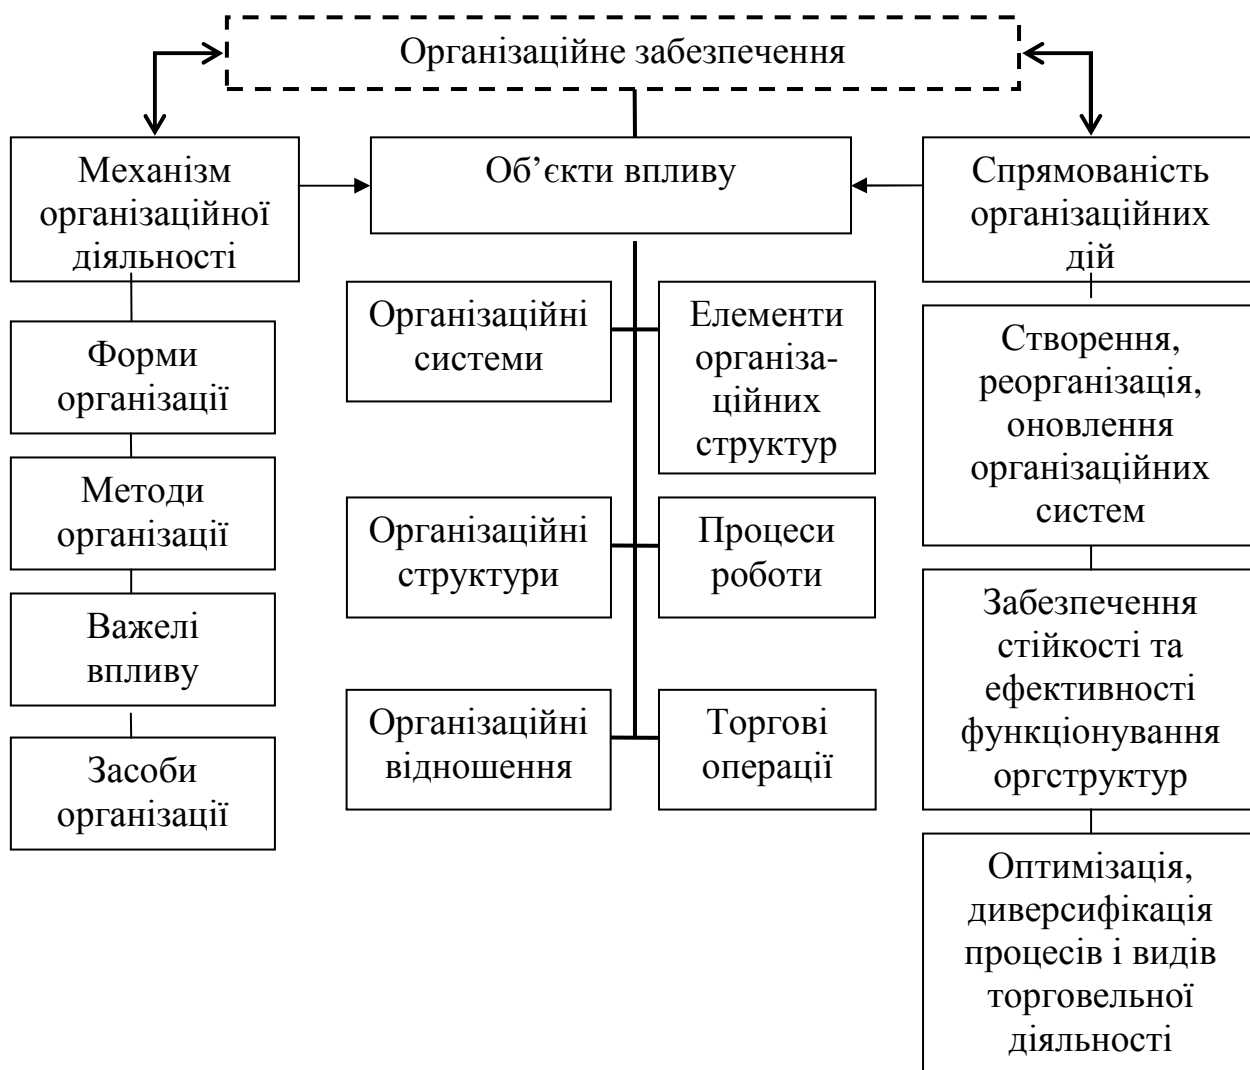 Організаційне забезпечення
Механізм
організаційної
діяльності
Форми
організації
Методи
організації
Важелі
впливу
Засоби
організації
Об’єкти впливу
Організаційні
системи
Елементи
організа-
ційних
структур
Організаційні
структури
Процеси
роботи
Організаційні
відношення
Торгові
операції
Спрямованість
організаційних
дій
Створення,
реорганізація,
оновлення
організаційних
систем
Забезпечення
стійкості та
ефективності
функціонування
оргструктур
Оптимізація,
диверсифікація
процесів і видів
торговельної
діяльності